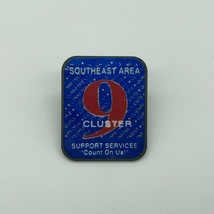 SOUTHEAST AREA
9
CLUSTER
SUPPORT SERVICES
"Count On Us!"